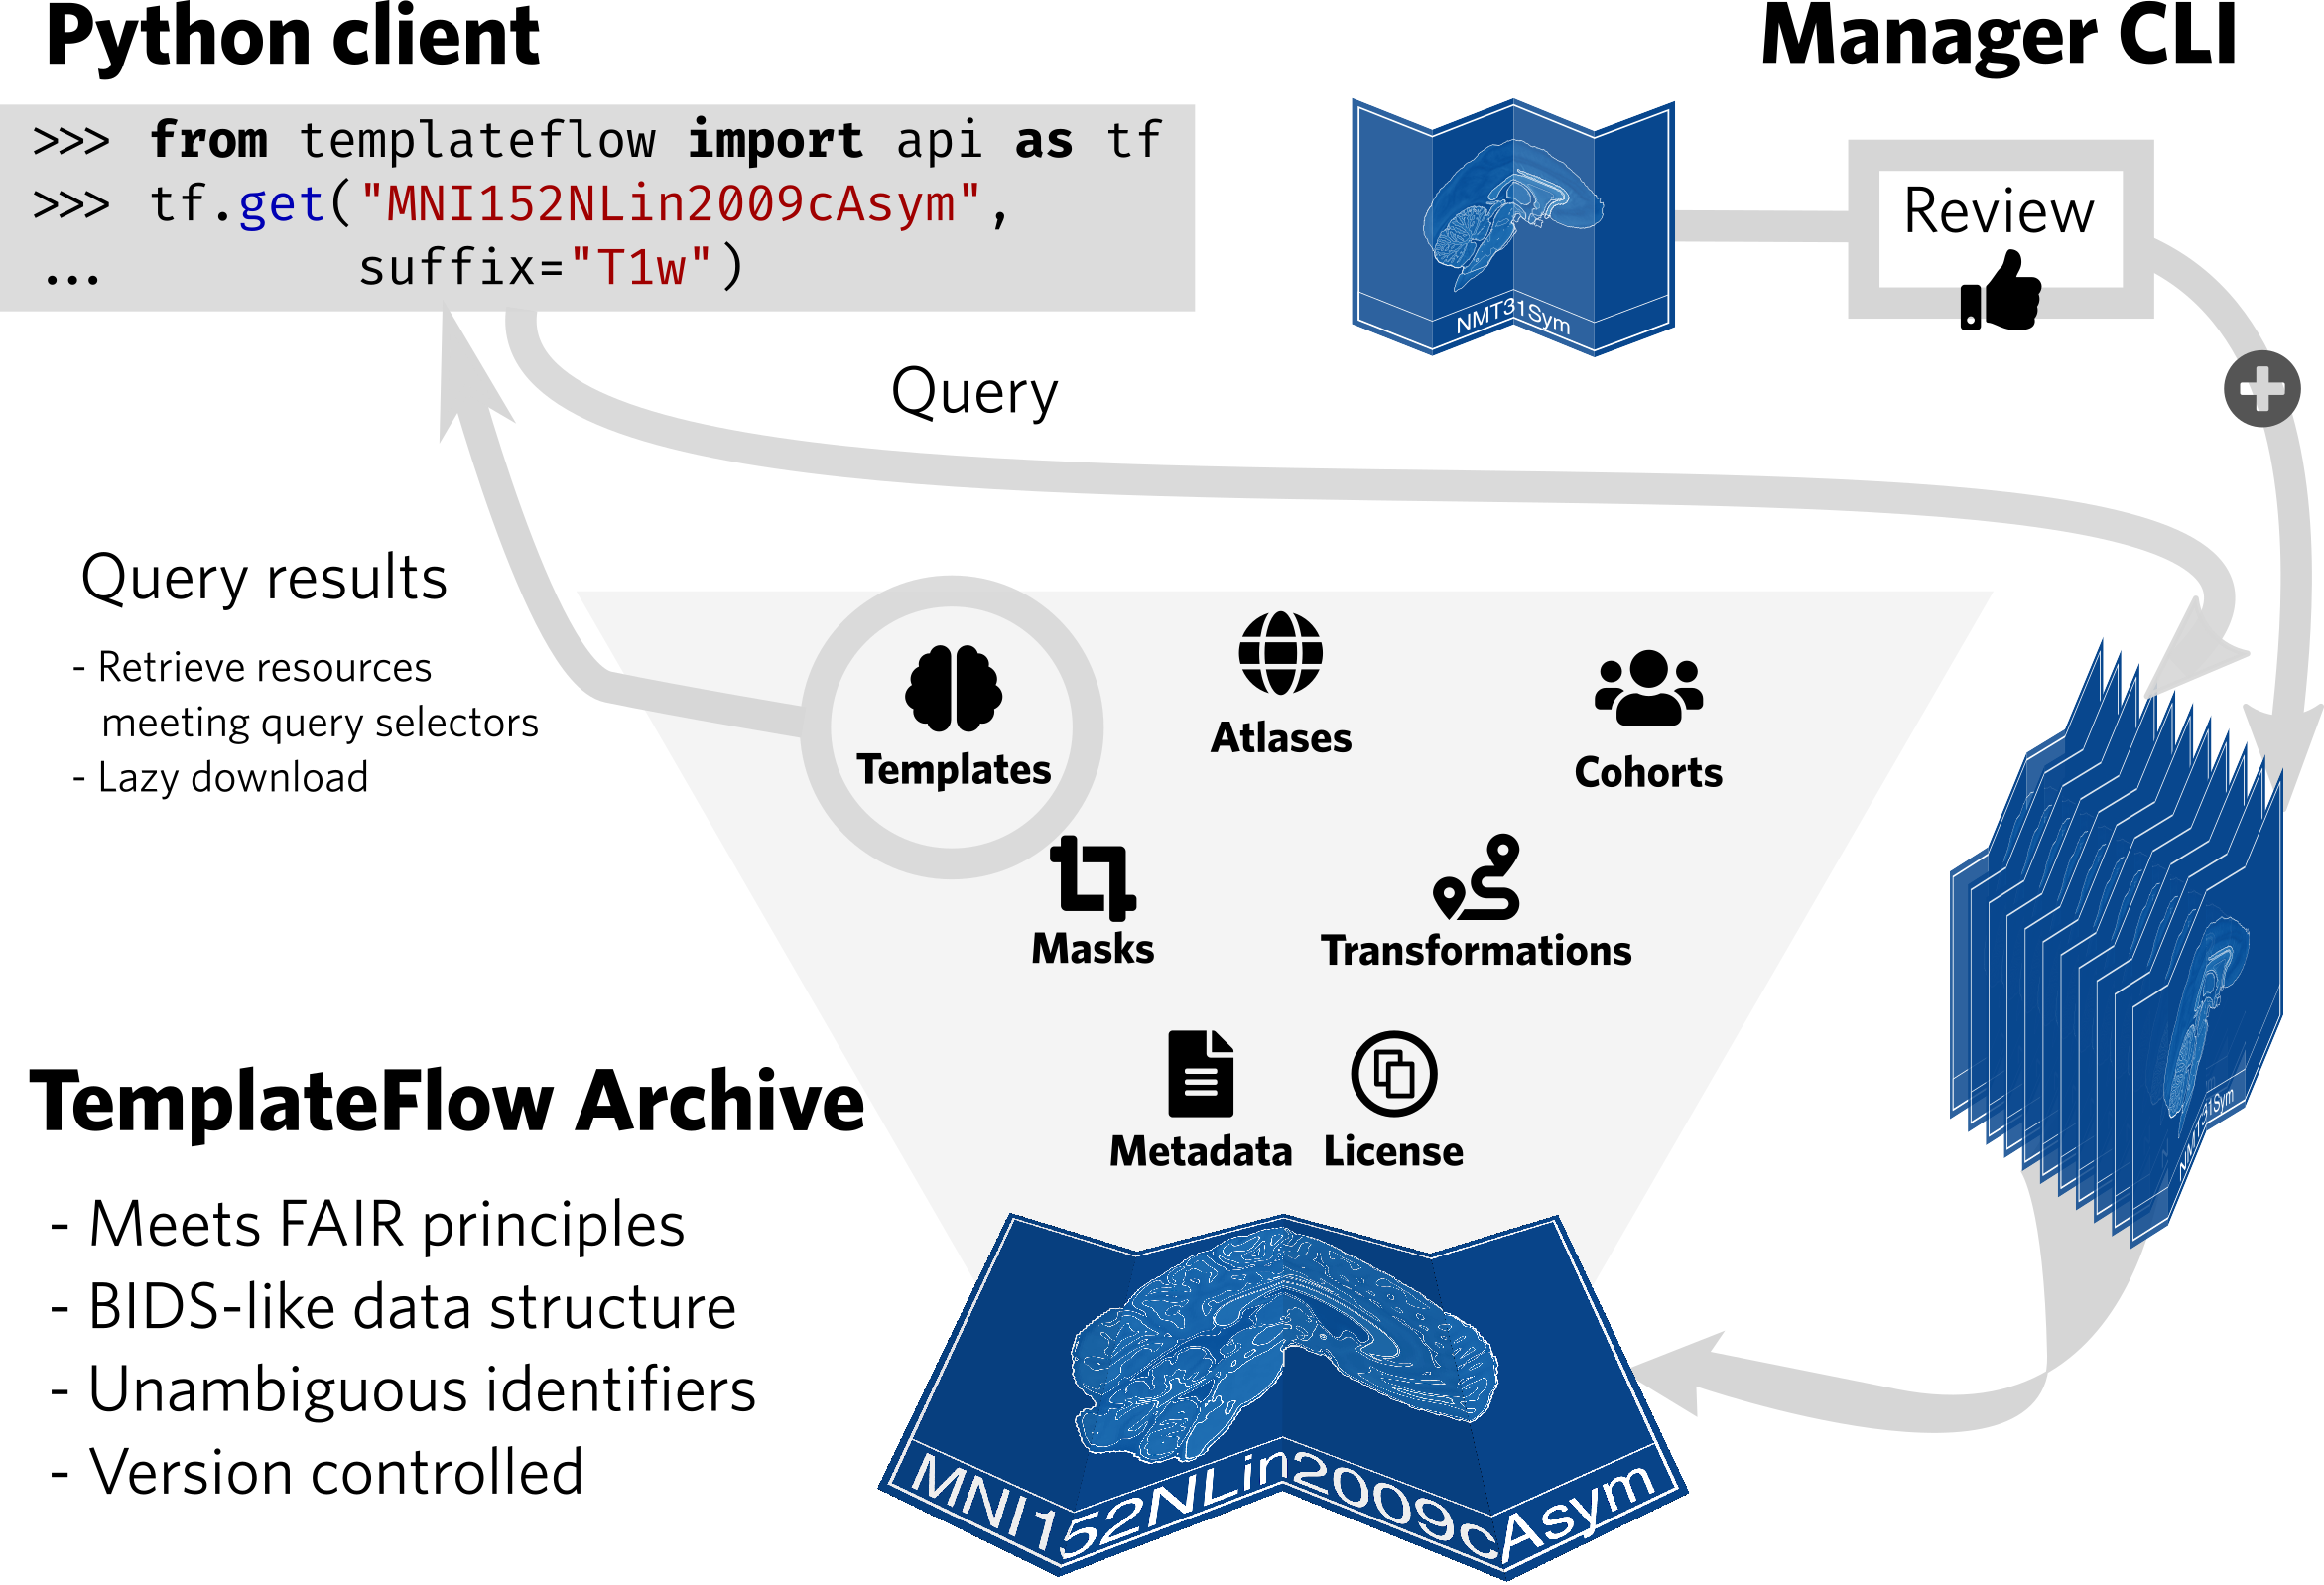 Python client
Manager CLI
>>> from templateflow import api as tf
>>> tf.get("MNI152NLin2009cAsym",
... suffix="T1w")
NMT31Sym
Review
Query
Query results
- Retrieve resources
meeting query selectors
- Lazy download
Templates
Atlases
Cohorts
Masks
Transformations
Metadata
License
NMT31Sym
TemplateFlow Archive
- Meets FAIR principles
- BIDS-like data structure
- Unambiguous identifiers
- Version controlled
MNI152NLin2009cAsym